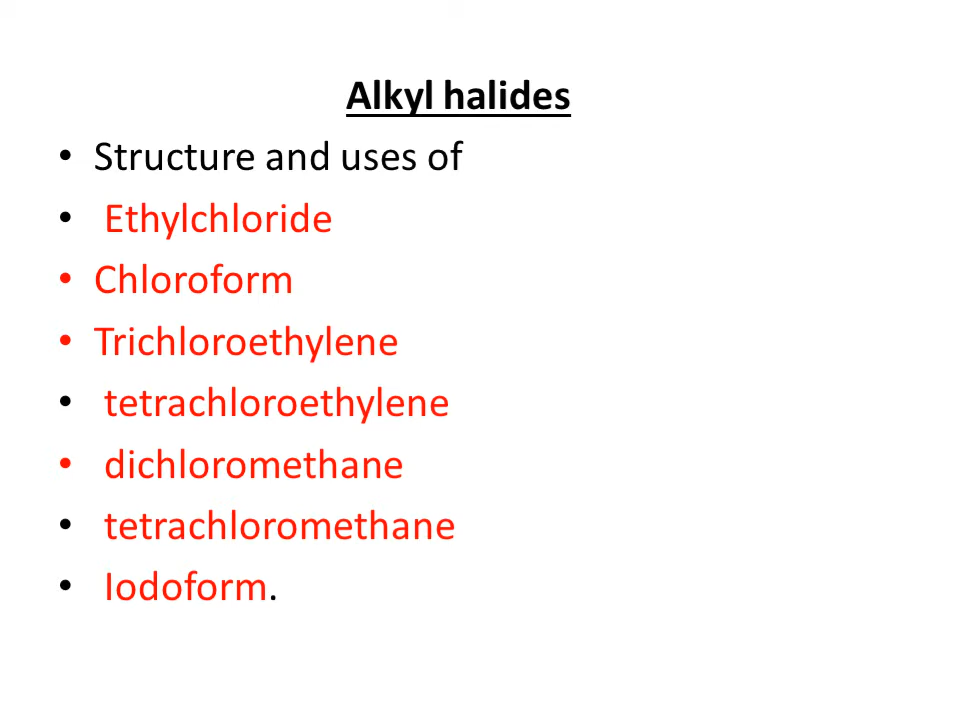 Alkyl halides
• Structure and uses of
• Ethylchloride
• Chloroform
• Trichloroethylene
• tetrachloroethylene
• dichloromethane
• tetrachloromethane
• Iodoform.